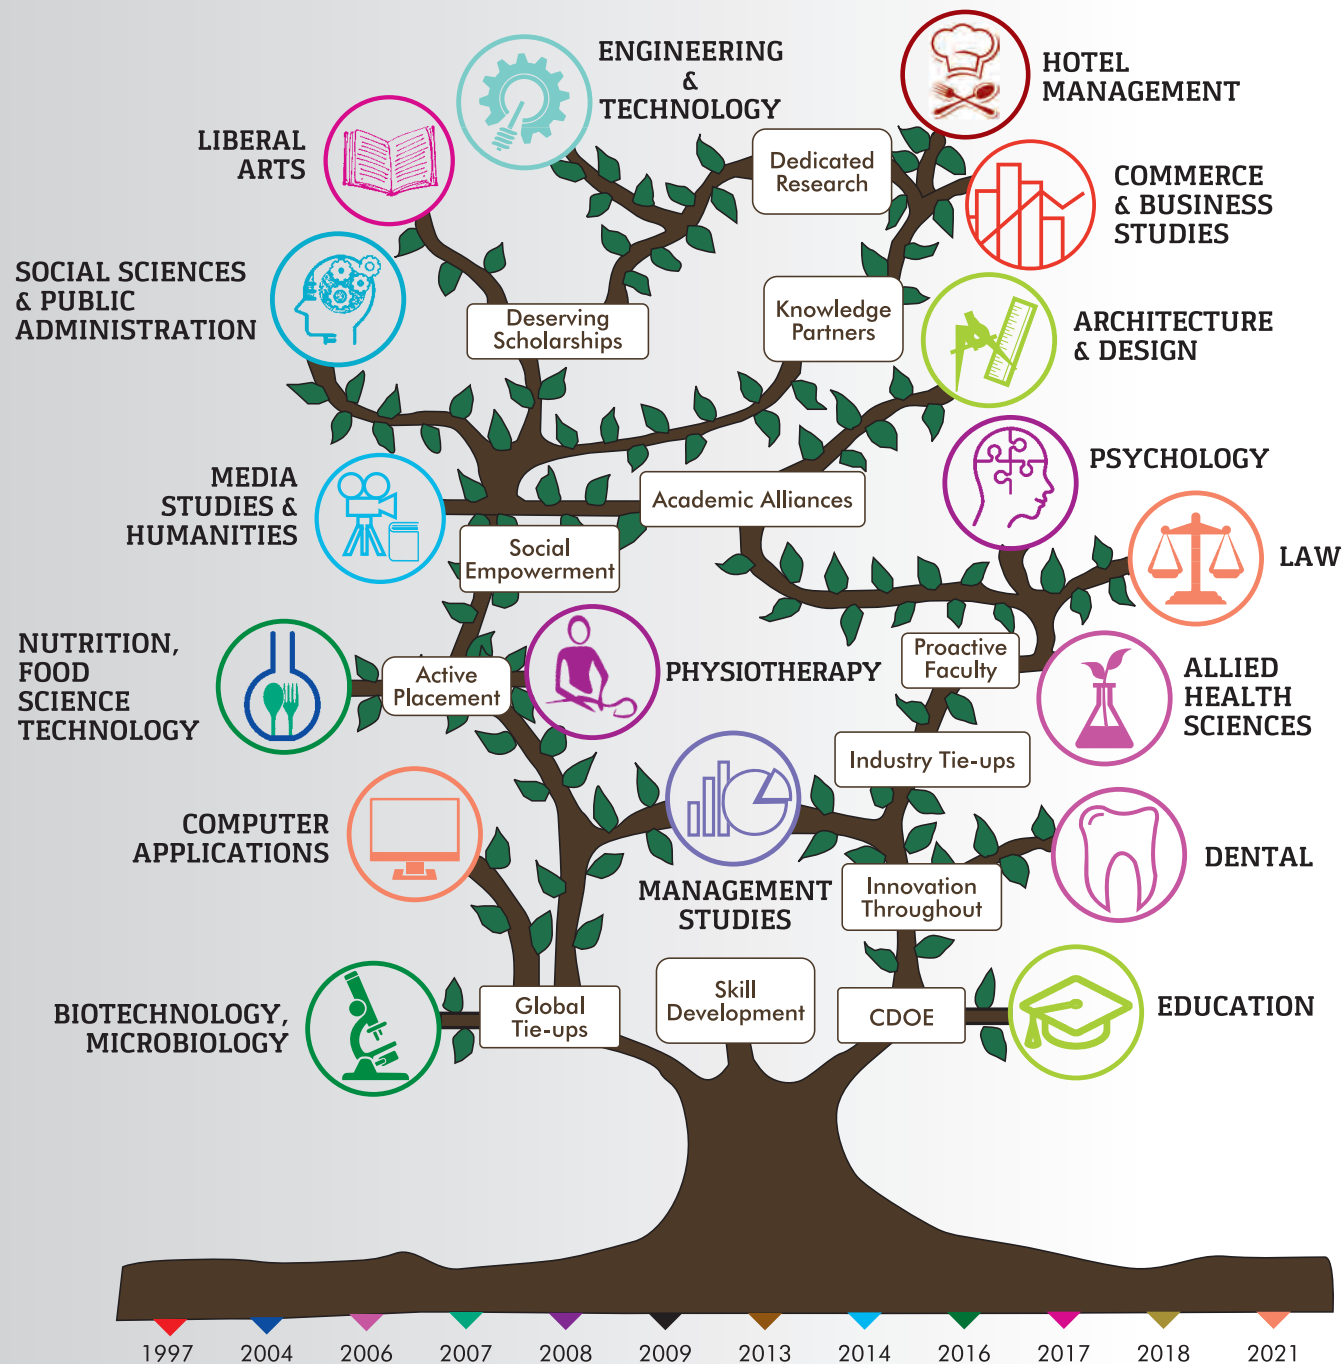 ENGINEERING
&
TECHNOLOGY
HOTEL
MANAGEMENT
LIBERAL
ARTS
Dedicated
Research
COMMERCE
& BUSINESS
STUDIES
SOCIAL SCIENCES
& PUBLIC
ADMINISTRATION
Deserving
Scholarships
Knowledge
Partners
ARCHITECTURE
& DESIGN
MEDIA
STUDIES &
HUMANITIES
Academic Alliances
PSYCHOLOGY
Social
Empowerment
LAW
NUTRITION,
FOOD
SCIENCE
TECHNOLOGY
Active
Placement
PHYSIOTHERAPY
Proactive
Faculty
ALLIED
HEALTH
SCIENCES
Industry Tie-ups
COMPUTER
APPLICATIONS
MANAGEMENT
STUDIES
Innovation
Throughout
DENTAL
BIOTECHNOLOGY,
MICROBIOLOGY
Global
Tie-ups
Skill
Development
CDOE
EDUCATION
1997 2004 2006 2007 2008 2009 2013 2014 2016 2017 2018 2021